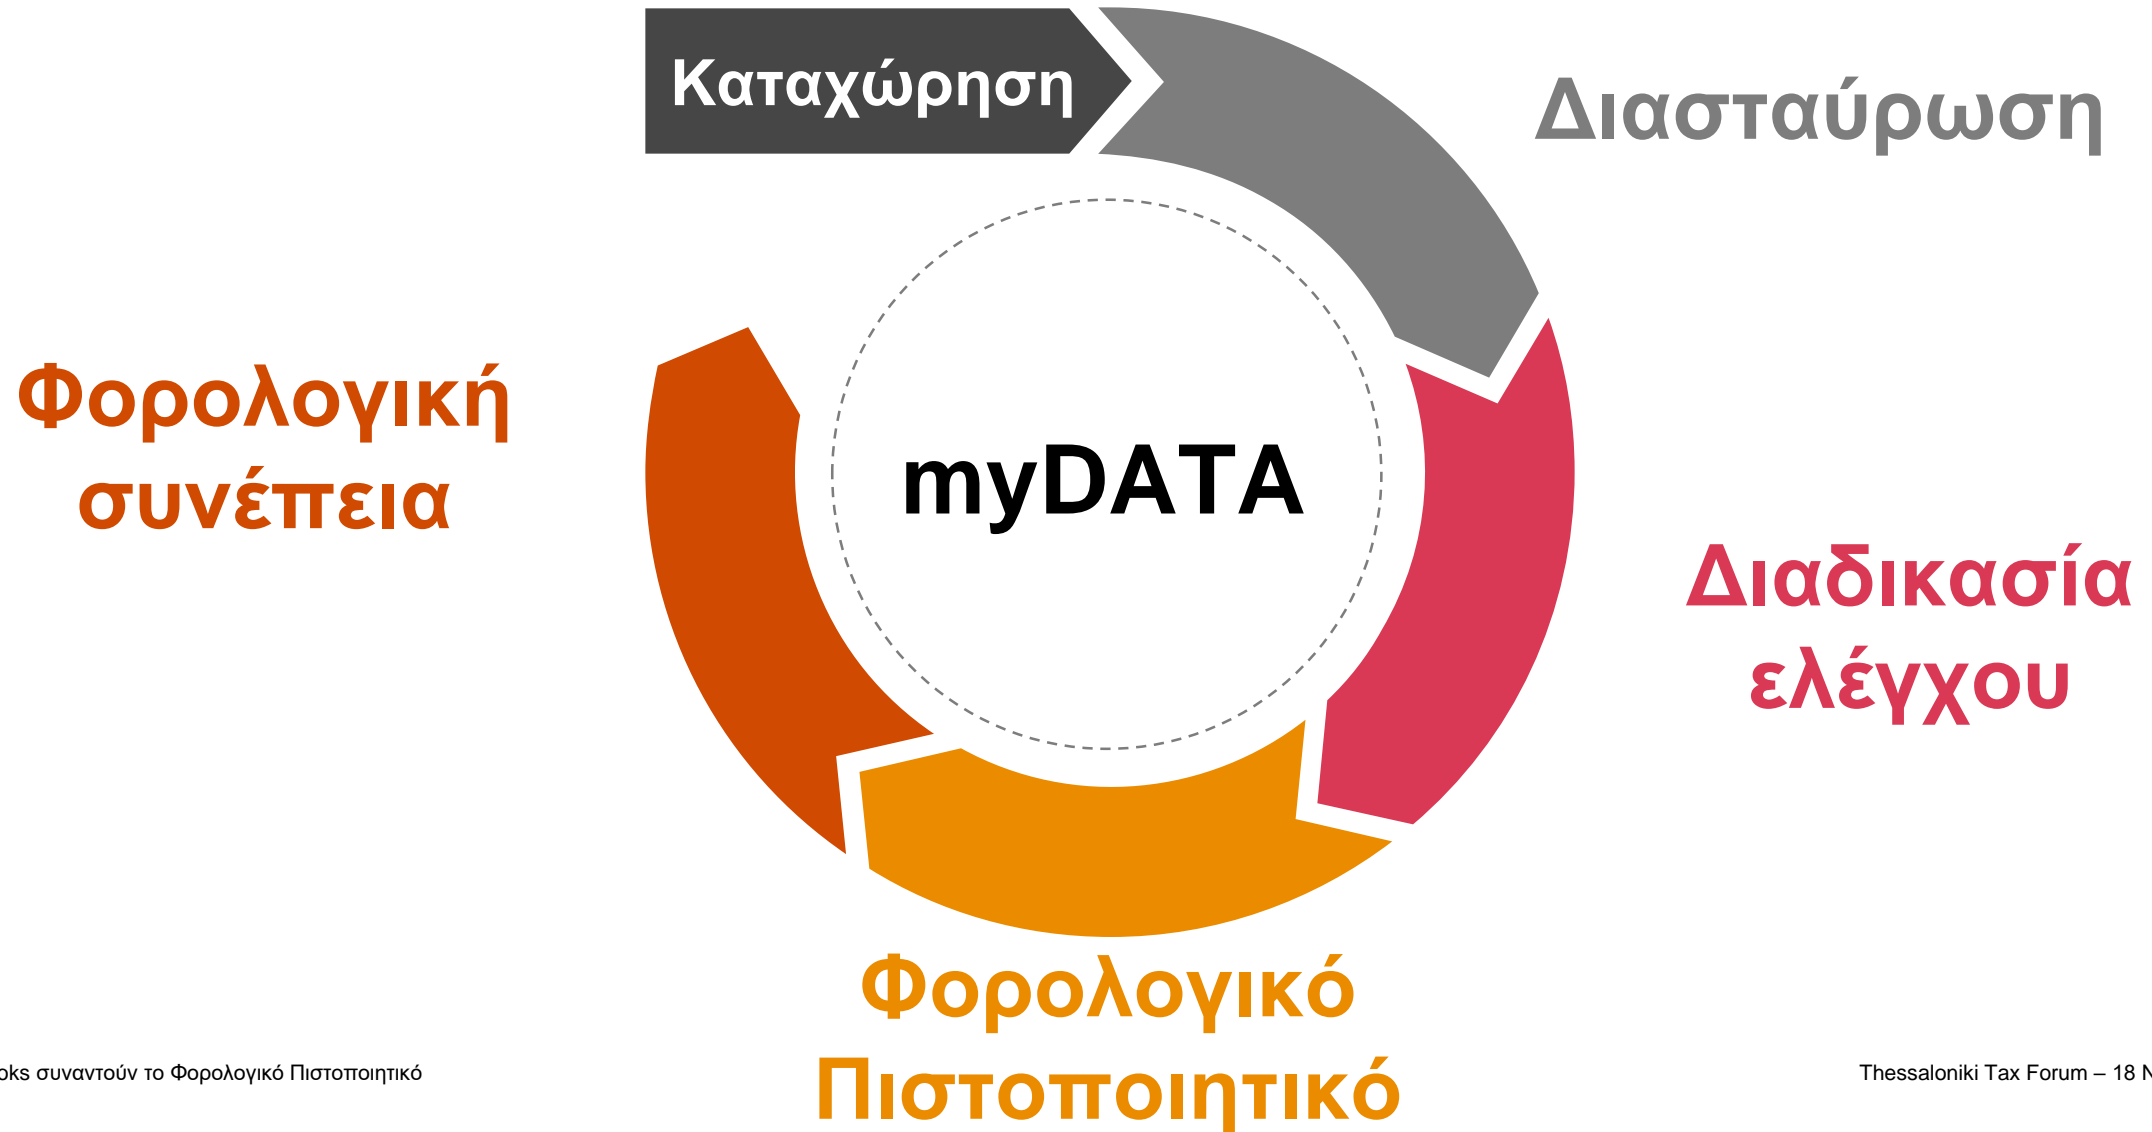 Καταχώρηση
Διασταύρωση
Φορολογική
συνέπεια
myDATA
Διαδικασία
ελέγχου
Φορολογικό
Πιστοποιητικό
συναντούν το Φορολογικό Πιστοποιητικό
Thessaloniki Tax Forum – 18